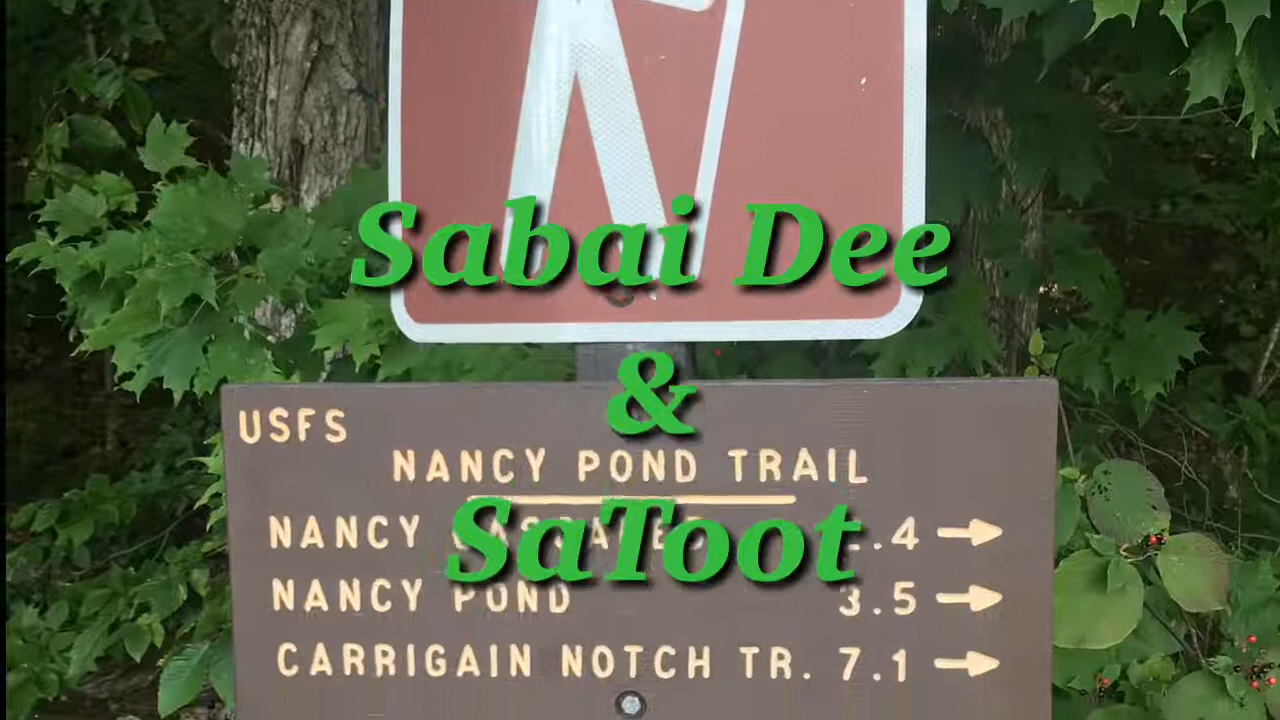 Sabai Dee
&
USFS
NANCY POND TRAIL
SaToot
NANCY .4
NANCY POND 3.5
CARRIGAIN NOTCH TR. 7.1